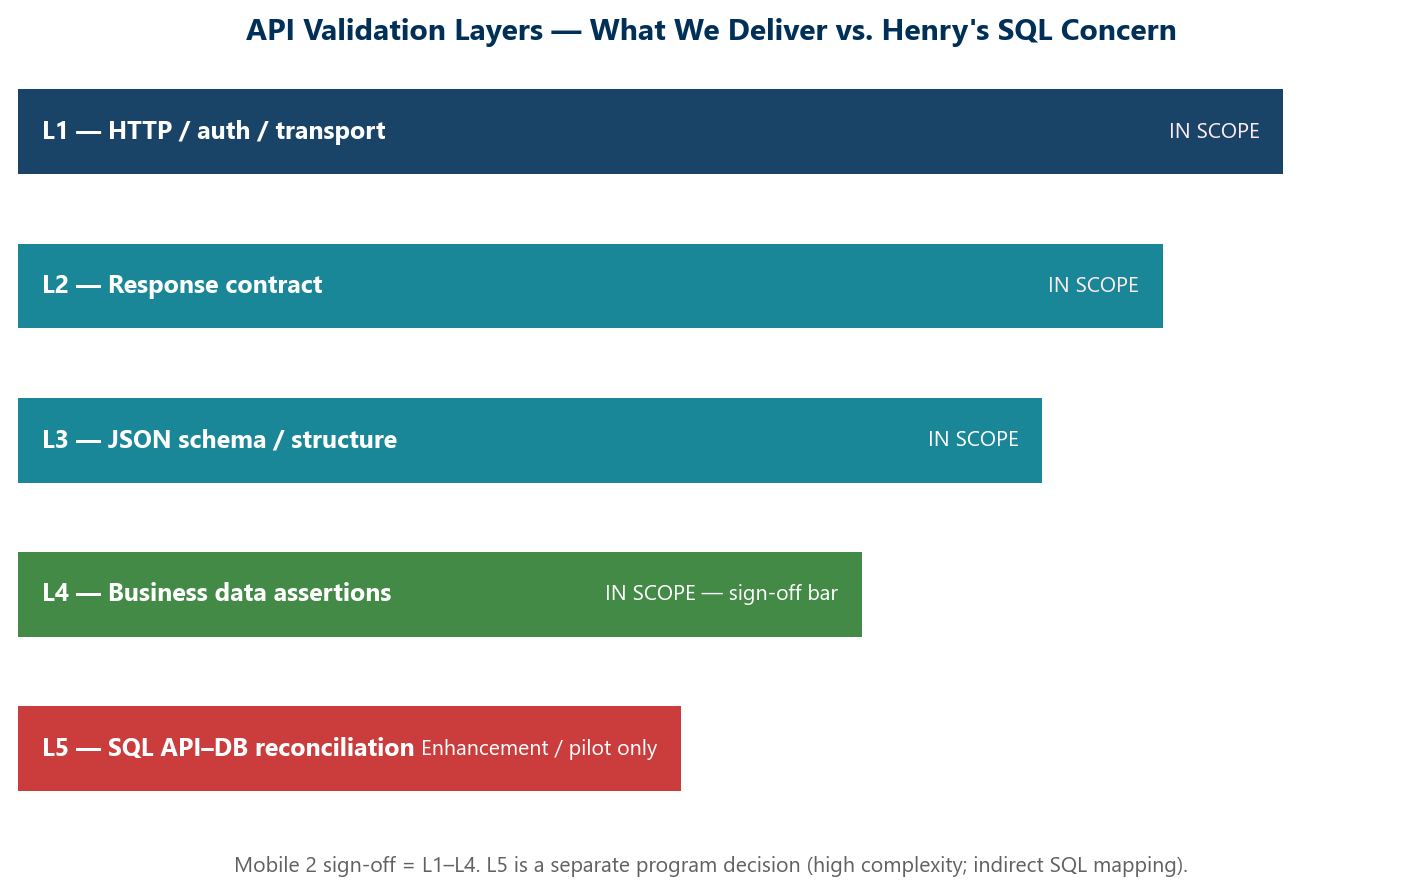 API Validation Layers — What We Deliver vs. Henry's SQL Concern
L1 — HTTP / auth / transport IN SCOPE
L2 — Response contract IN SCOPE
L3 — JSON schema / structure IN SCOPE
L4 — Business data assertions IN SCOPE — sign-off bar
L5 — SQL API–DB reconciliation Enhancement / pilot only
Mobile 2 sign-off = L1–L4. L5 is a separate program decision (high complexity; indirect SQL mapping).